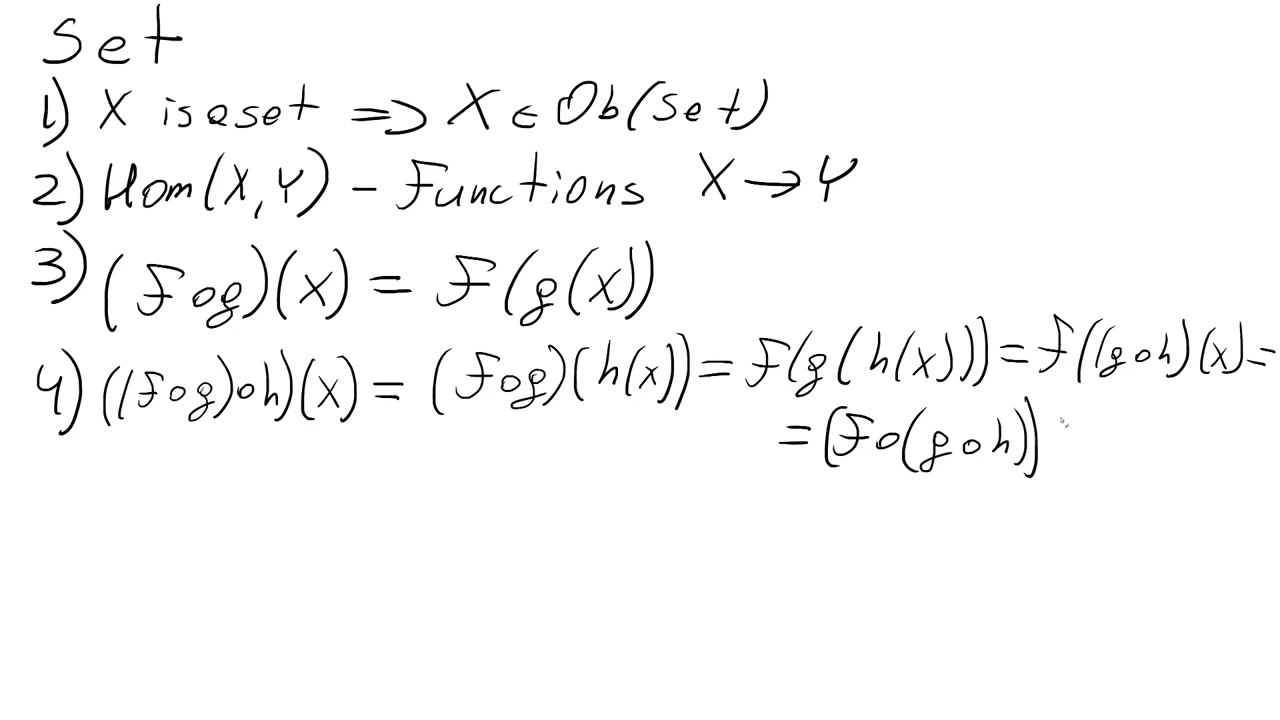 Set
1) X is a set => X ∈ Ob(Set)
2) Hom(X,Y) - Functions X → Y
3) (F∘g)(x) = F(g(x))
4) ((F∘g)∘h)(x) = (F∘g)(h(x)) = F(g(h(x))) = F((g∘h)(x) =
= (F∘(g∘h))